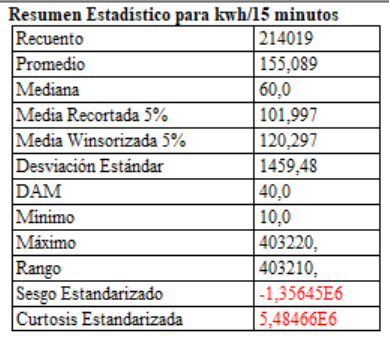 Resumen Estadístico para kwh/15 minutos
Recuento 214019
Promedio 155,089
Mediana 60,0
Media Recortada 5% 101,997
Media Winsorizada 5% 120,297
Desviación Estándar 1459,48
DAM 40,0
Mínimo 10,0
Máximo 403220,
Rango 403210,
Sesgo Estandarizado -1,35645E6
Curtosis Estandarizada 5,48466E6